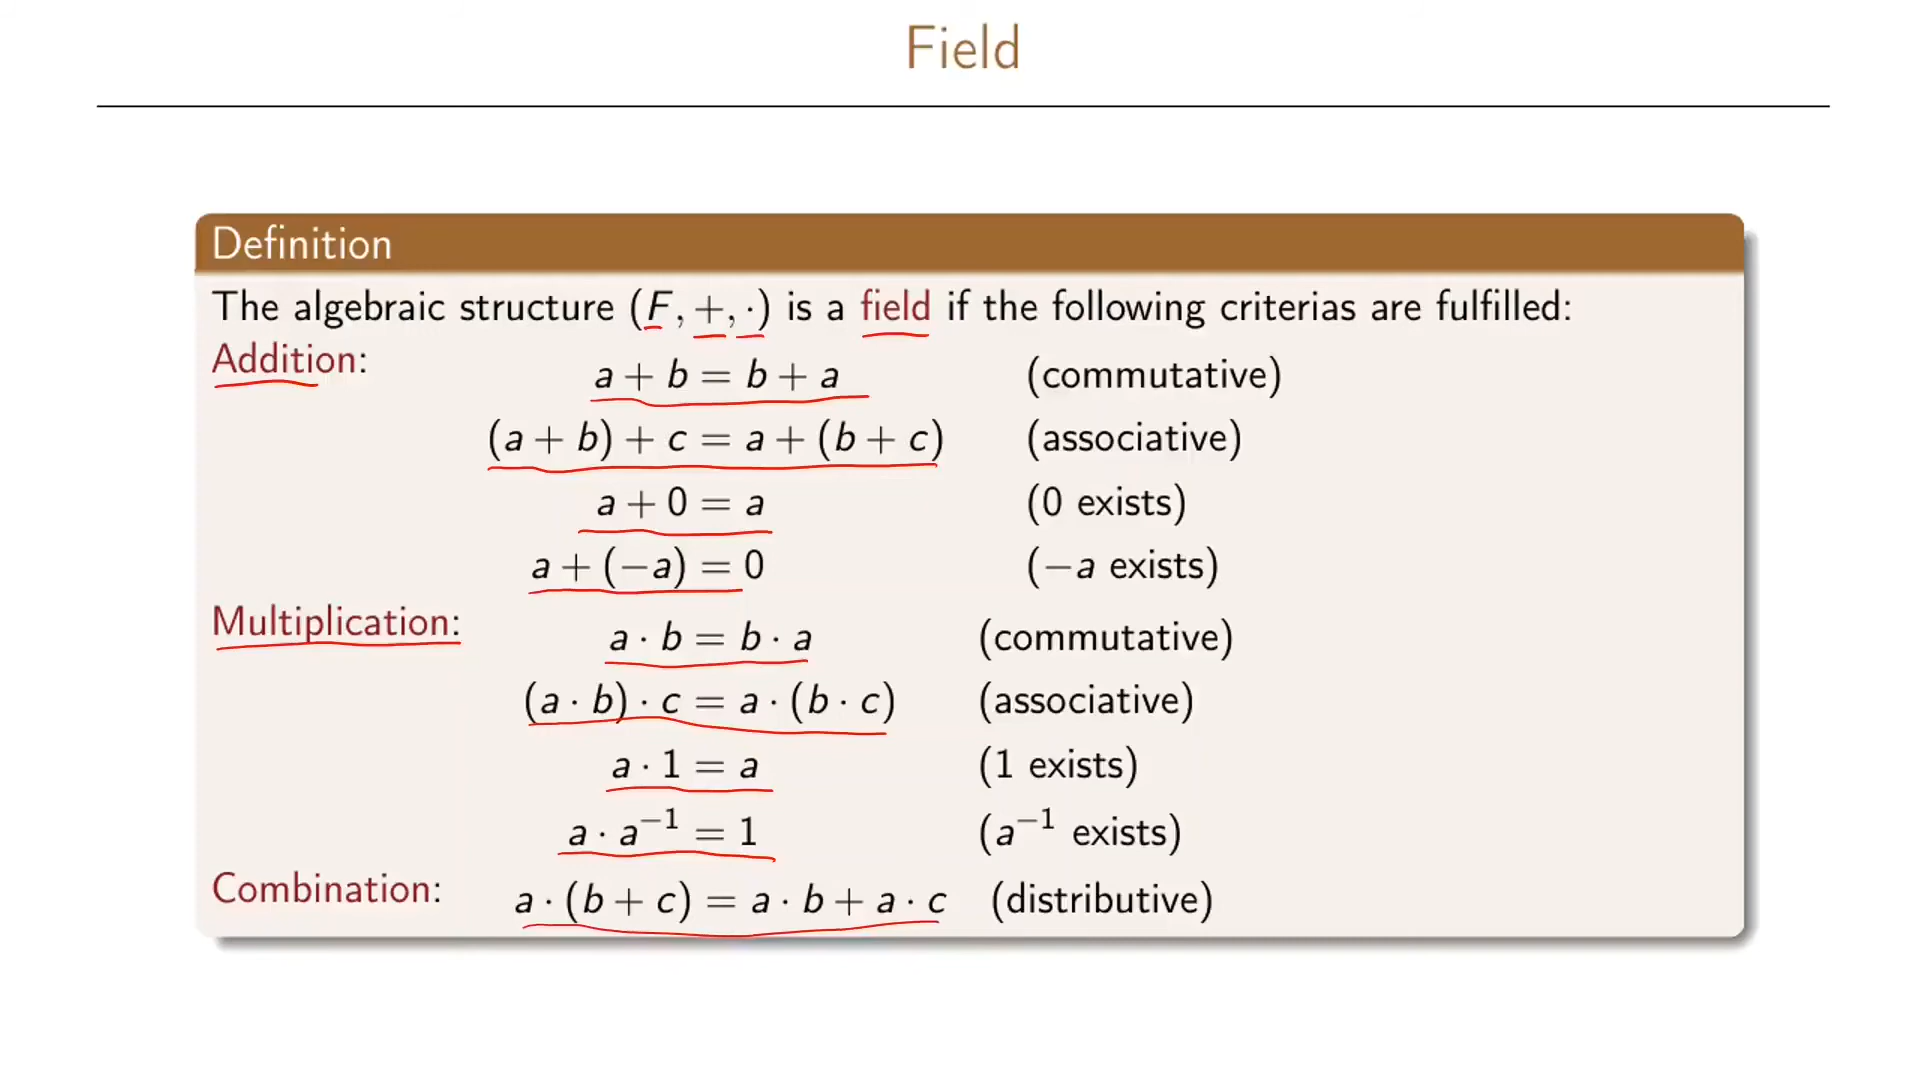 Field
Definition
The algebraic structure (F, +, ·) is a field if the following criterias are fulfilled:
Addition:
a + b = b + a (commutative)
(a + b) + c = a + (b + c) (associative)
a + 0 = a (0 exists)
a + (−a) = 0 (−a exists)
Multiplication:
a · b = b · a (commutative)
(a · b) · c = a · (b · c) (associative)
a · 1 = a (1 exists)
a · a⁻¹ = 1 (a⁻¹ exists)
Combination:
a · (b + c) = a · b + a · c (distributive)